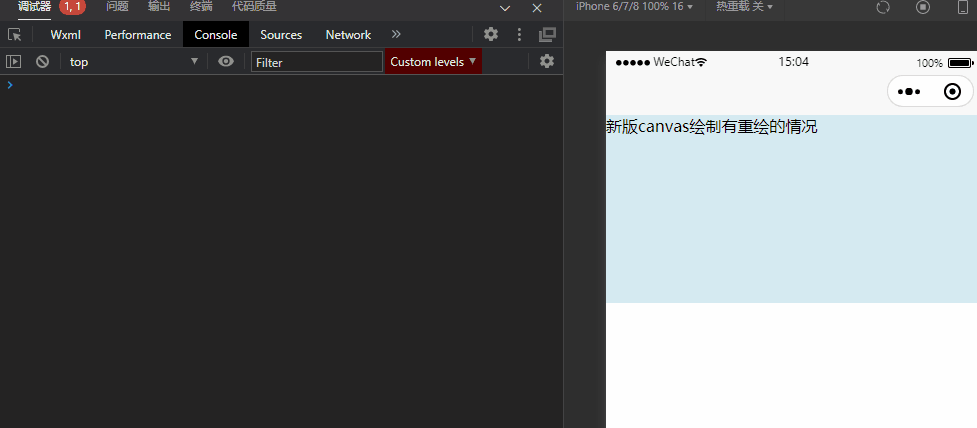 调试器 1, 1 问题 输出 终端 代码质量
Wxml Performance Console Sources Network »
top Filter Custom levels
iPhone 6/7/8 100% 16 热重载 关
WeChat 15:04 100%
新版canvas绘制有重绘的情况